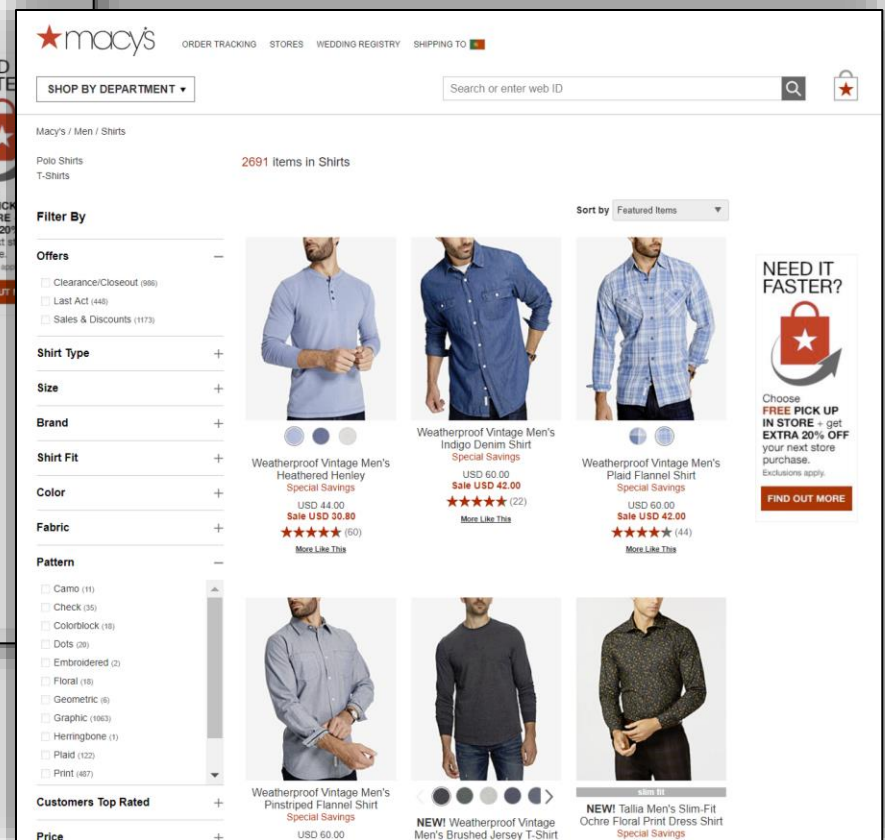 macy's
ORDER TRACKING STORES WEDDING REGISTRY SHIPPING TO
SHOP BY DEPARTMENT ▼
Search or enter web ID
Macy's / Men / Shirts
Polo Shirts
T-Shirts
2691 items in Shirts
Sort by Featured Items
Filter By
Offers
Clearance/Closeout (986)
Last Act (448)
Sales & Discounts (1173)
Shirt Type
Size
Brand
Shirt Fit
Color
Fabric
Pattern
Camo (11)
Check (35)
Colorblock (18)
Dots (20)
Embroidered (2)
Floral (18)
Geometric (6)
Graphic (1063)
Herringbone (1)
Plaid (122)
Print (487)
Customers Top Rated
Price
Weatherproof Vintage Men's
Heathered Henley
Special Savings
USD 44.00
Sale USD 30.80
(60)
More Like This
Weatherproof Vintage Men's
Indigo Denim Shirt
Special Savings
USD 60.00
Sale USD 42.00
(22)
More Like This
Weatherproof Vintage Men's
Plaid Flannel Shirt
Special Savings
USD 60.00
Sale USD 42.00
(44)
More Like This
Weatherproof Vintage Men's
Pinstriped Flannel Shirt
Special Savings
USD 60.00
NEW! Weatherproof Vintage
Men's Brushed Jersey T-Shirt
slim fit
NEW! Tallia Men's Slim-Fit
Ochre Floral Print Dress Shirt
Special Savings
NEED IT
FASTER?
Choose
FREE PICK UP
IN STORE + get
EXTRA 20% OFF
your next store
purchase.
Exclusions apply.
FIND OUT MORE